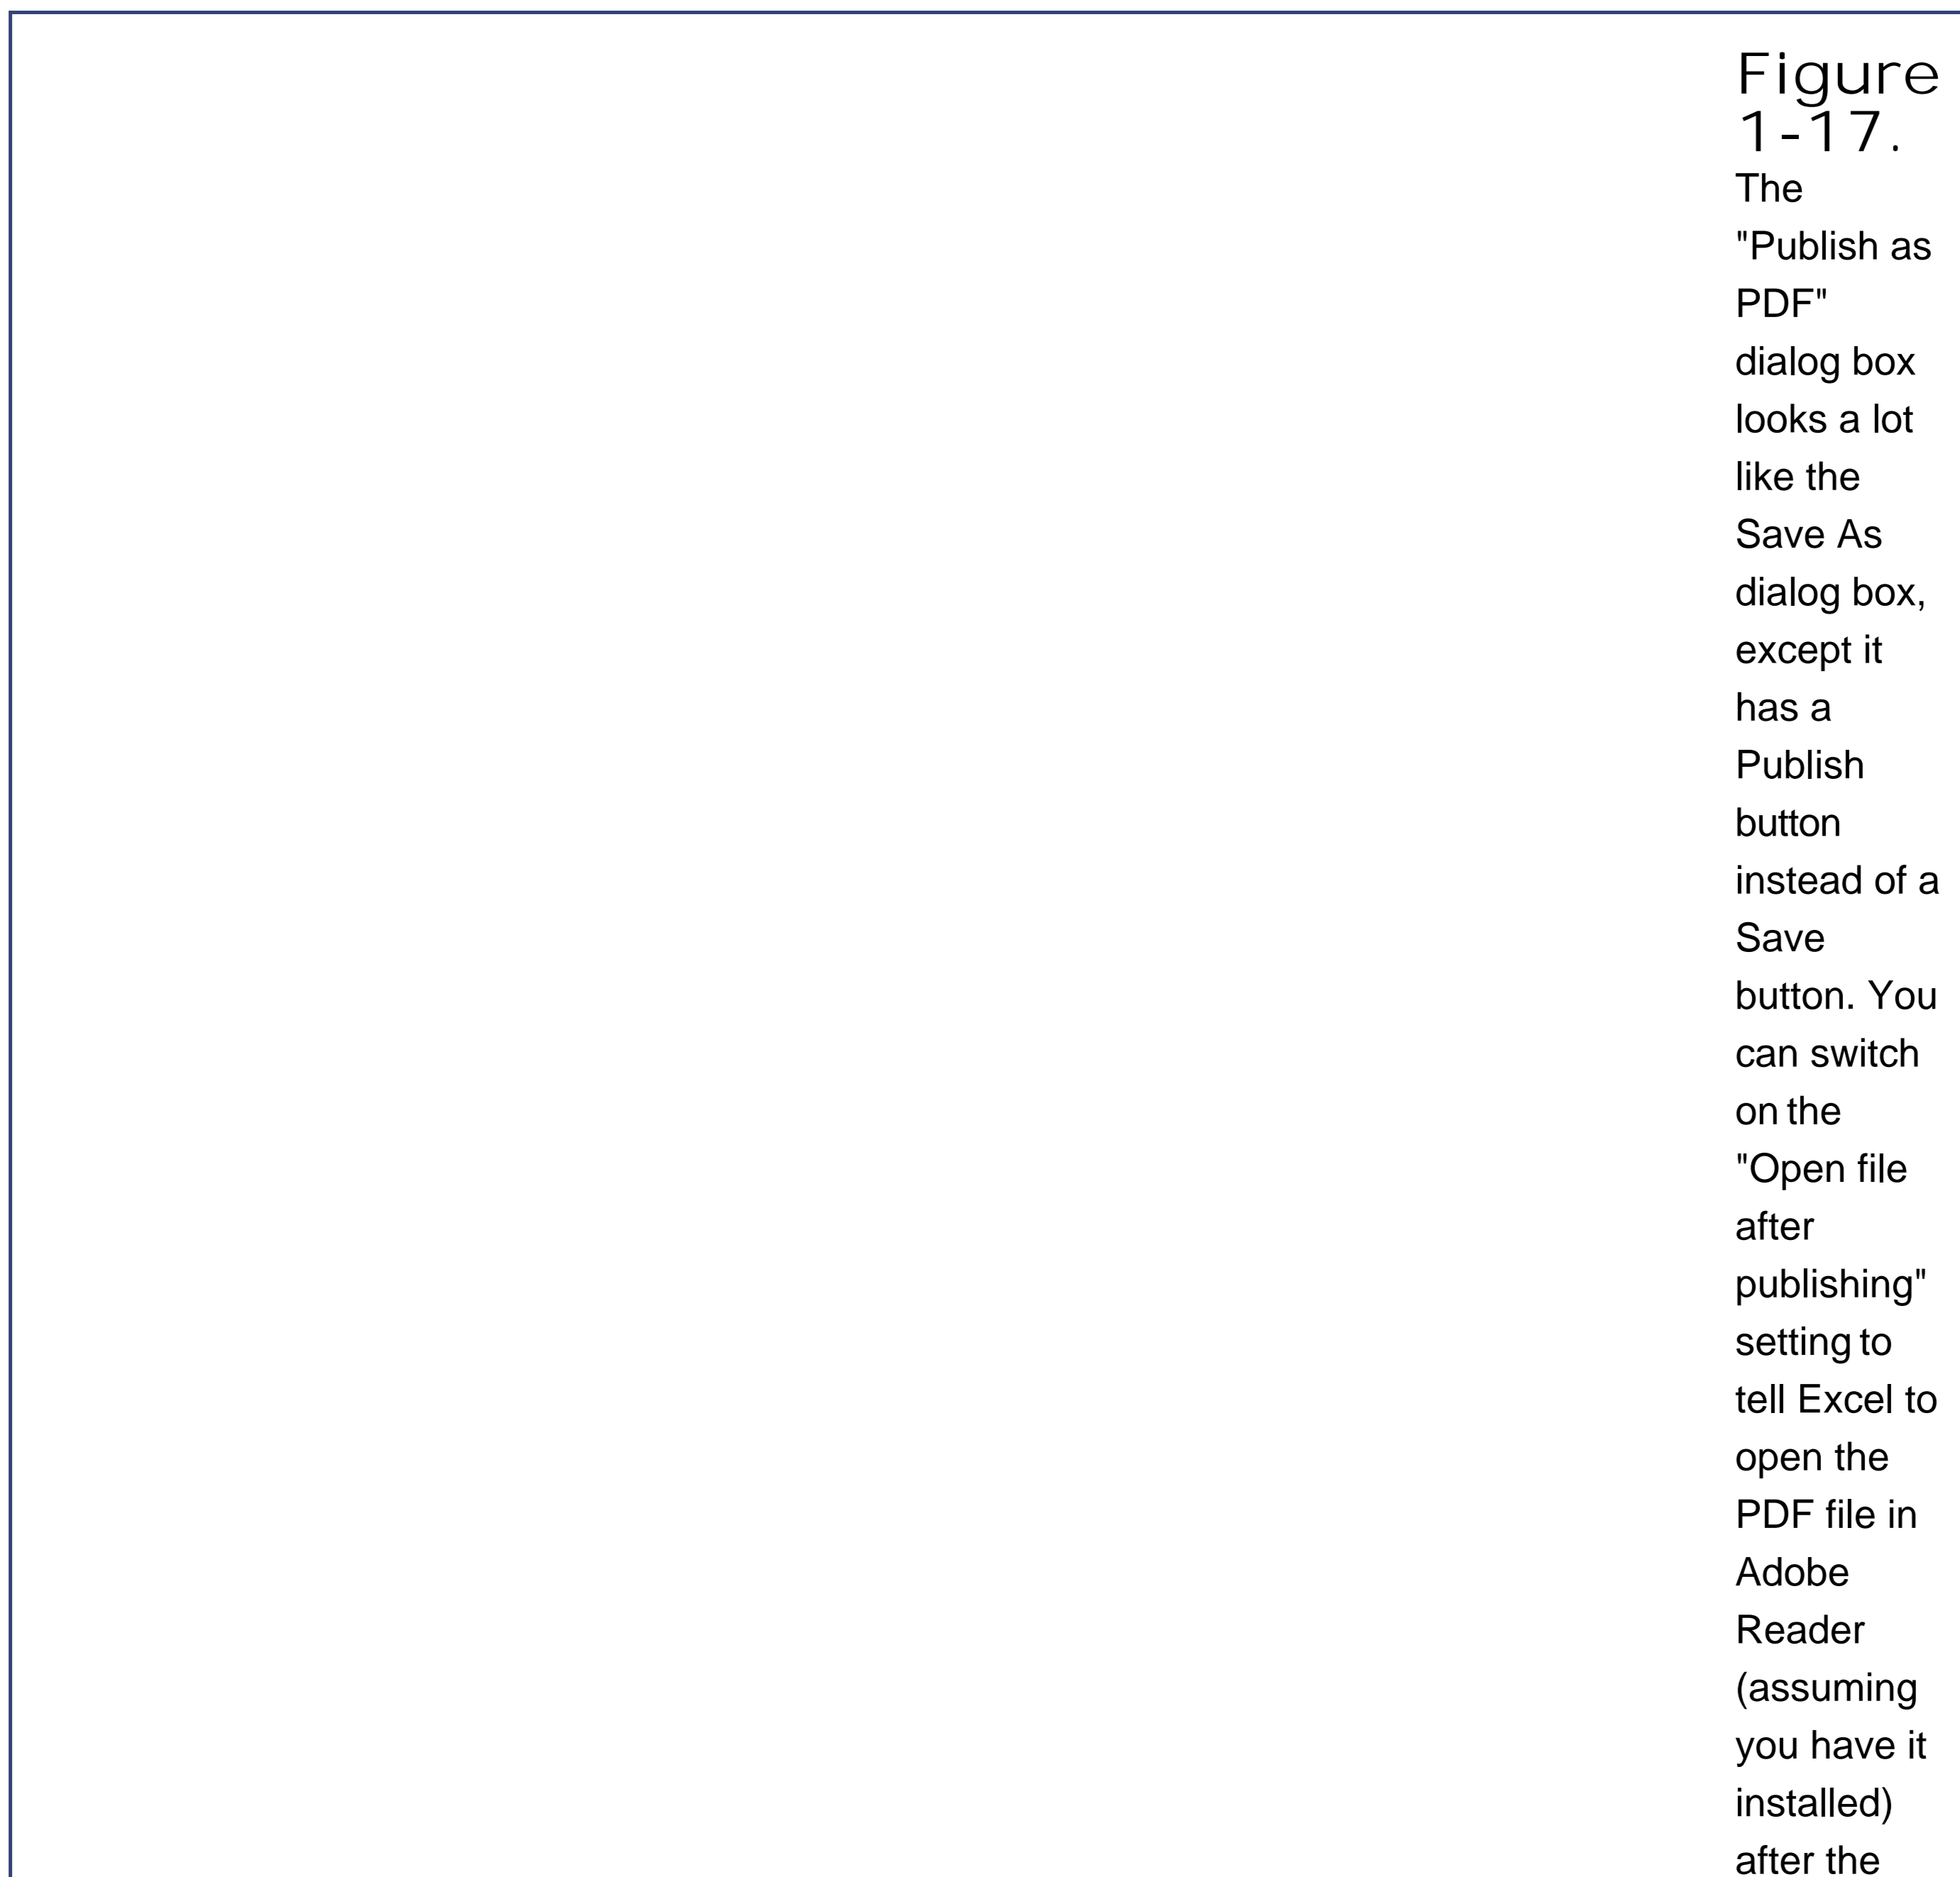 Figure
1-17.
The
"Publish as
PDF"
dialog box
looks a lot
like the
Save As
dialog box,
except it
has a
Publish
button
instead of a
Save
button. You
can switch
on the
"Open file
after
publishing"
setting to
tell Excel to
open the
PDF file in
Adobe
Reader
(assuming
you have it
installed)
after the